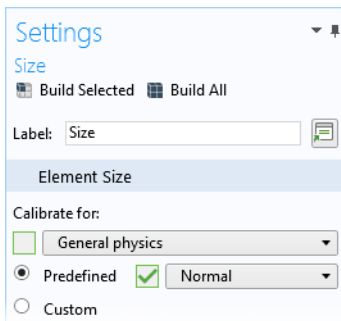 Settings
Size
Build Selected Build All
Label: Size
Element Size
Calibrate for:
General physics
Predefined Normal
Custom